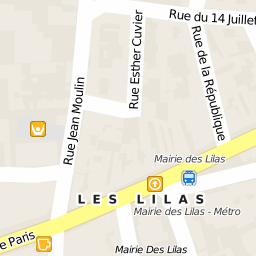 Rue du 14 Juillet
Rue Esther Cuvier
Rue de la République
Rue Jean Moulin
Mairie des Lilas
LES LILAS
Mairie des Lilas - Métro
e Paris
Mairie Des Lilas